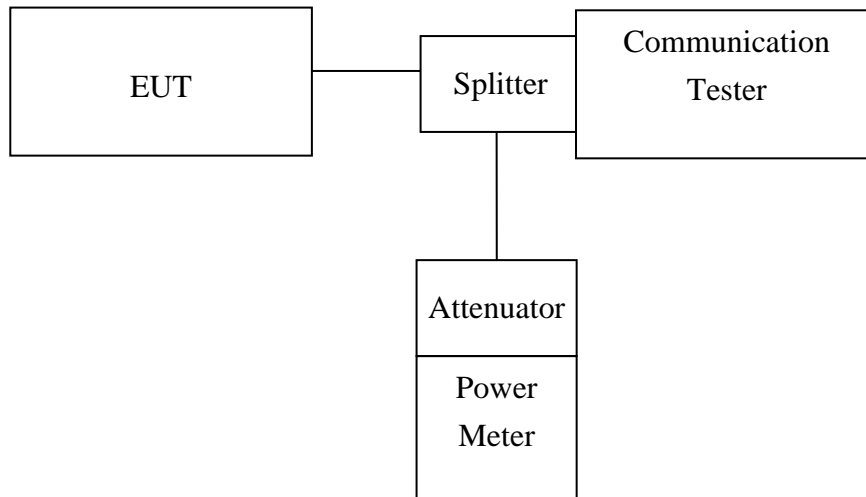 EUT
Splitter
Communication
Tester
Attenuator
Power
Meter